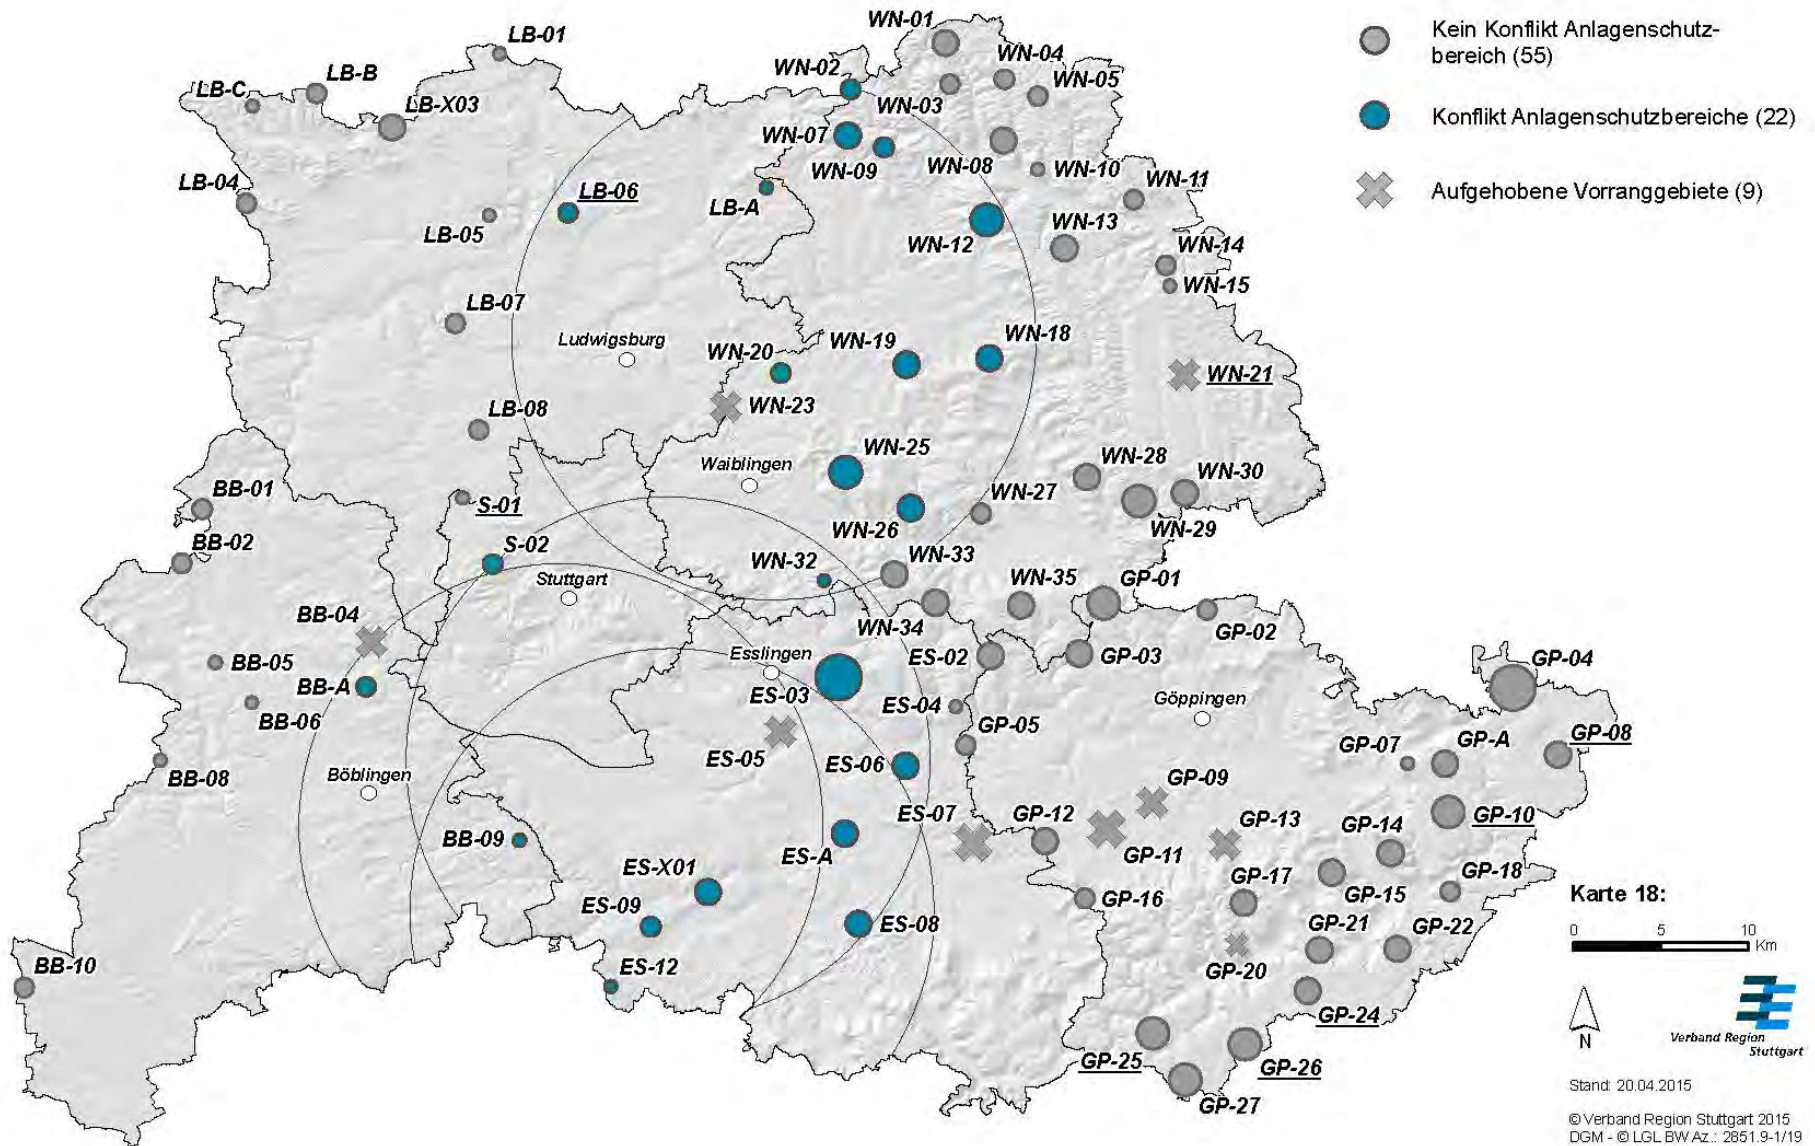 WN-01
Kein Konflikt Anlagenschutz-
bereich (55)
LB-01
LB-B
WN-02
WN-04
WN-05
LB-C
LB-X03
WN-03
Konflikt Anlagenschutzbereiche (22)
WN-07
WN-09
WN-08
WN-10
LB-04
LB-06
LB-A
WN-11
Aufgehobene Vorranggebiete (9)
LB-05
WN-12
WN-13
WN-14
WN-15
LB-07
Ludwigsburg
WN-20
WN-19
WN-18
WN-21
WN-23
LB-08
WN-25
Waiblingen
WN-28
WN-30
BB-01
S-01
WN-27
WN-26
WN-29
BB-02
S-02
WN-32
WN-33
Stuttgart
WN-35
GP-01
BB-04
WN-34
GP-02
BB-05
Esslingen
ES-02
GP-03
GP-04
BB-A
ES-03
BB-06
ES-04
Göppingen
GP-05
GP-08
BB-08
Böblingen
ES-05
ES-06
GP-07
GP-A
GP-09
ES-07
GP-12
GP-13
GP-14
GP-10
BB-09
ES-A
GP-11
ES-X01
GP-17
GP-15
GP-18
Karte 18:
ES-09
GP-16
ES-08
GP-21
GP-22
0 5 10
Km
BB-10
ES-12
GP-20
GP-24
N
Verband Region
Stuttgart
GP-25
GP-26
GP-27
Stand: 20.04.2015
© Verband Region Stuttgart 2015
DGM - © LGL BW Az.: 2851.9-1/19